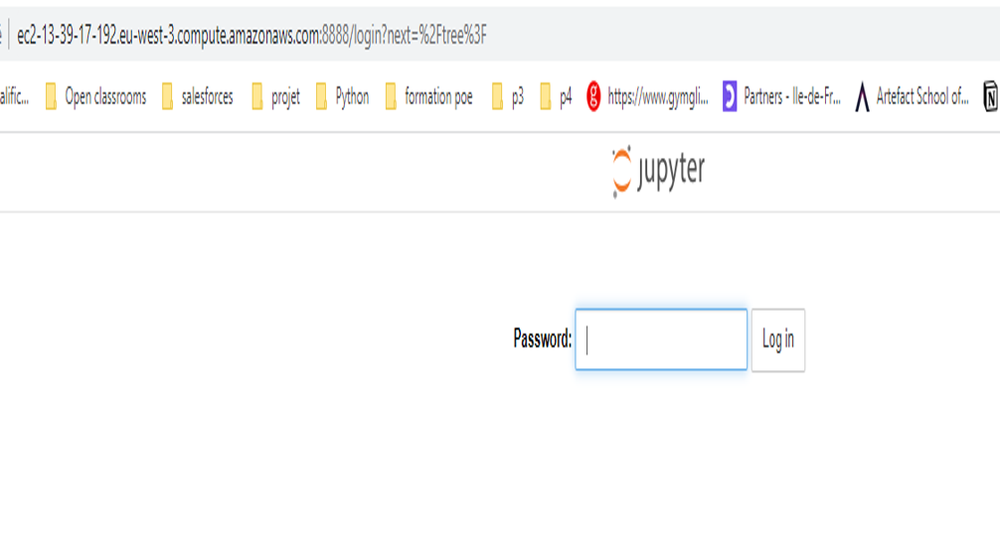 ec2-13-39-17-192.eu-west-3.compute.amazonaws.com:8888/login?next=%2Ftree%3F
alific... Open classrooms salesforces projet Python formation poe p3 p4 g https://www.gymgli... Partners - Ile-de-Fr... Artefact School of... N
jupyter
Password: Log in